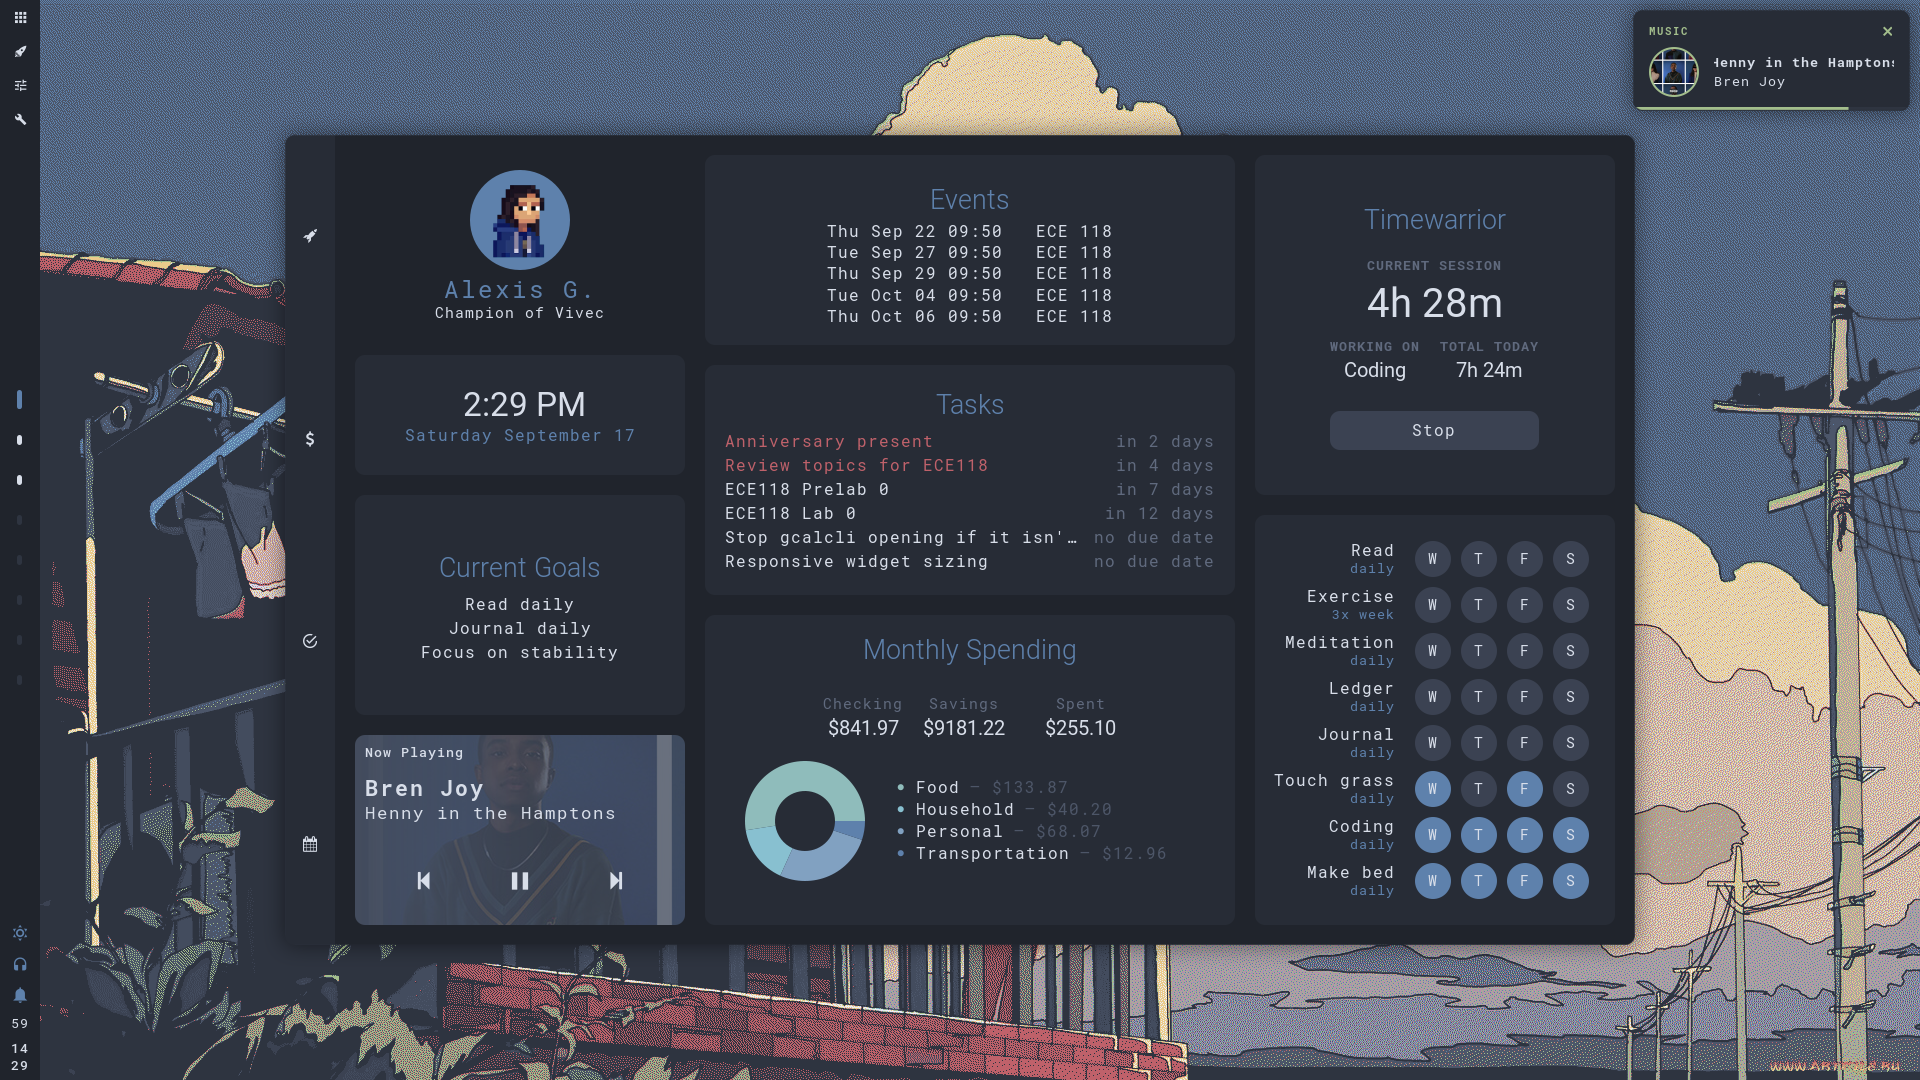 MUSIC
Henny in the Hamptons
Bren Joy
Alexis G.
Champion of Vivec
2:29 PM
Saturday September 17
Current Goals
Read daily
Journal daily
Focus on stability
Now Playing
Bren Joy
Henny in the Hamptons
Events
Thu Sep 22 09:50 ECE 118
Tue Sep 27 09:50 ECE 118
Thu Sep 29 09:50 ECE 118
Tue Oct 04 09:50 ECE 118
Thu Oct 06 09:50 ECE 118
Tasks
Anniversary present in 2 days
Review topics for ECE118 in 4 days
ECE118 Prelab 0 in 7 days
ECE118 Lab 0 in 12 days
Stop gcalcli opening if it isn'… no due date
Responsive widget sizing no due date
Monthly Spending
Checking Savings Spent
$841.97 $9181.22 $255.10
Food — $133.87
Household — $40.20
Personal — $68.07
Transportation — $12.96
Timewarrior
CURRENT SESSION
4h 28m
WORKING ON TOTAL TODAY
Coding 7h 24m
Stop
Read W T F S
daily
Exercise W T F S
3x week
Meditation W T F S
daily
Ledger W T F S
daily
Journal W T F S
daily
Touch grass W T F S
daily
Coding W T F S
daily
Make bed W T F S
daily
59
14
29